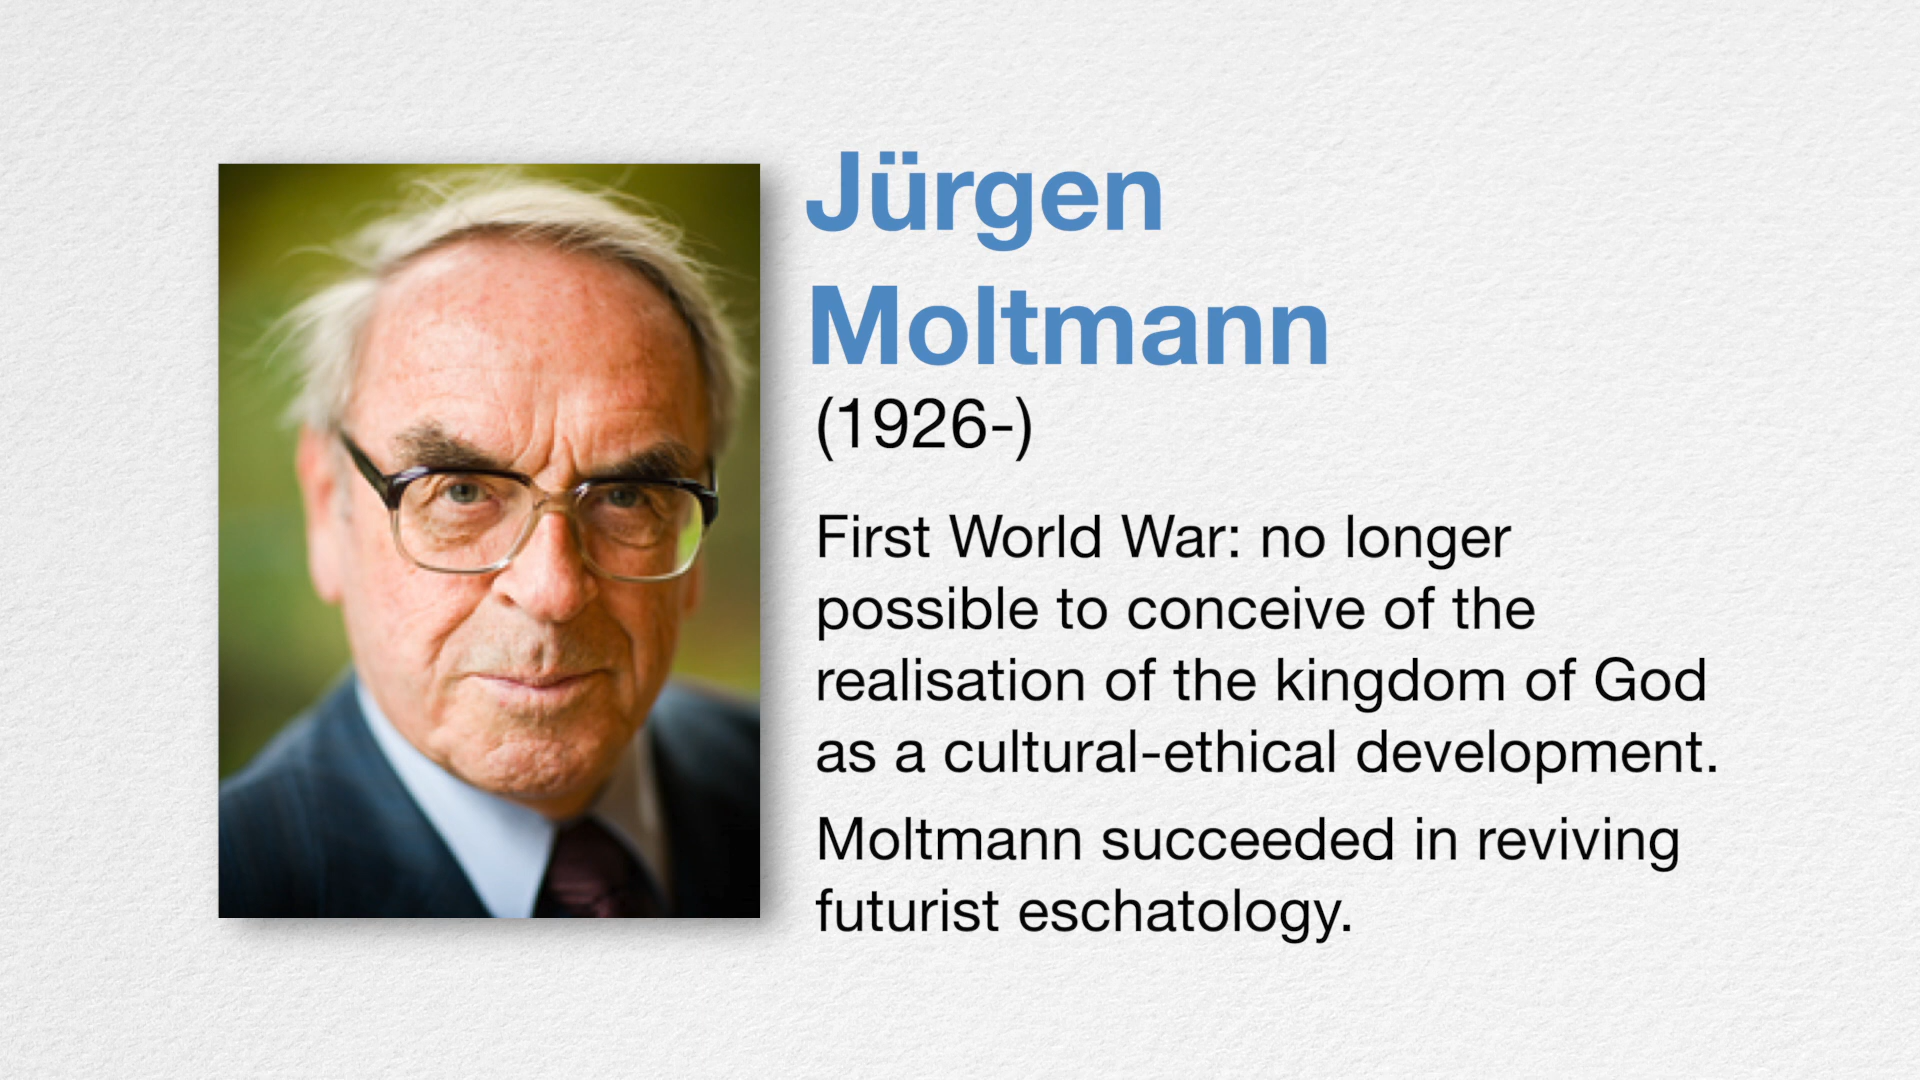 Jürgen
Moltmann
(1926-)
First World War: no longer
possible to conceive of the
realisation of the kingdom of God
as a cultural-ethical development.
Moltmann succeeded in reviving
futurist eschatology.